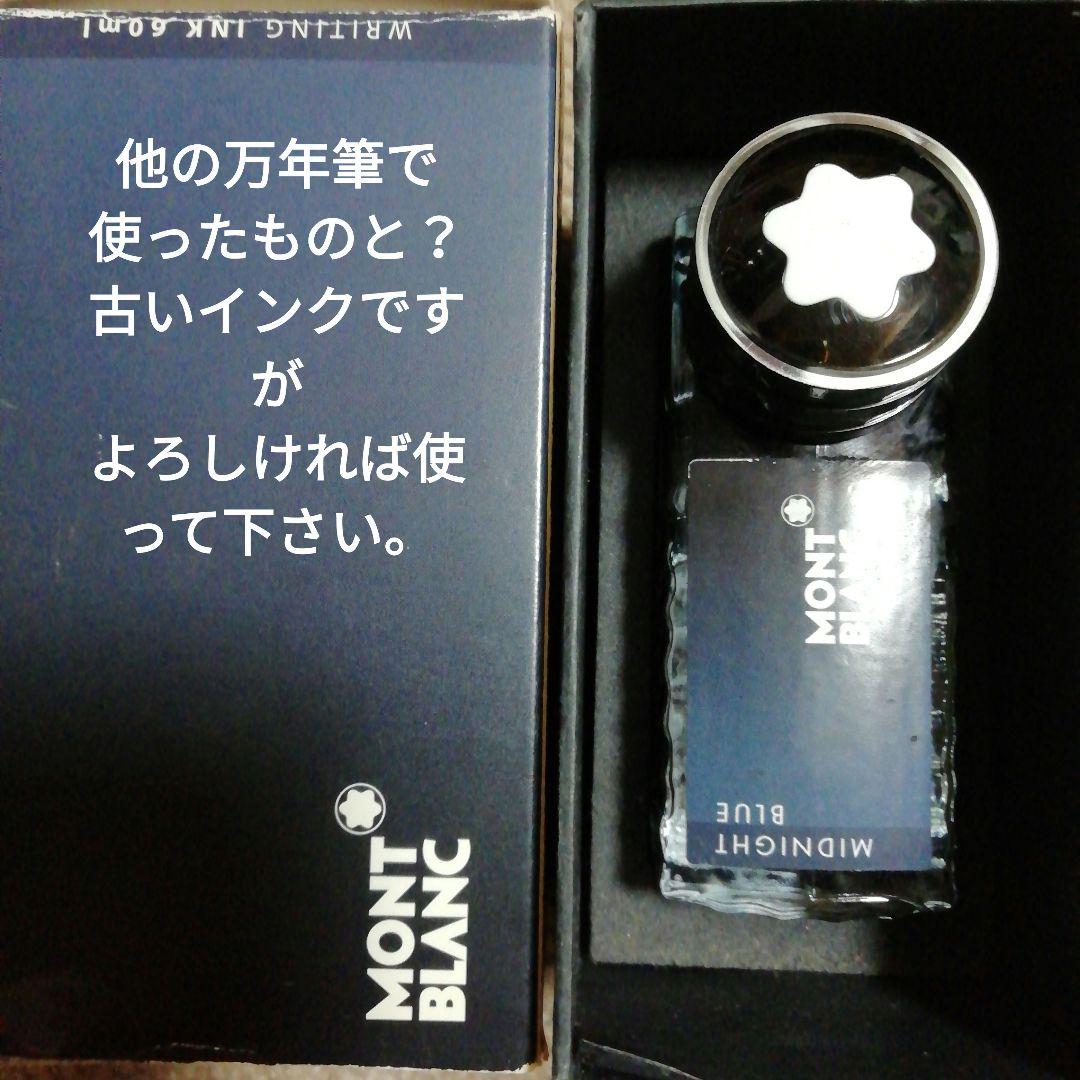 WRITING INK 60ml
他の万年筆で
使ったものと？
古いインクです
が
よろしければ使
って下さい。
MONT
BLANC
MONT
BLANC
MIDNIGHT
BLUE